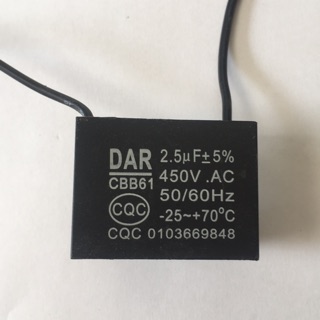 DAR 2.5µF±5%
CBB61 450V .AC
CQC 50/60Hz
-25~+70°C
CQC 0103669848